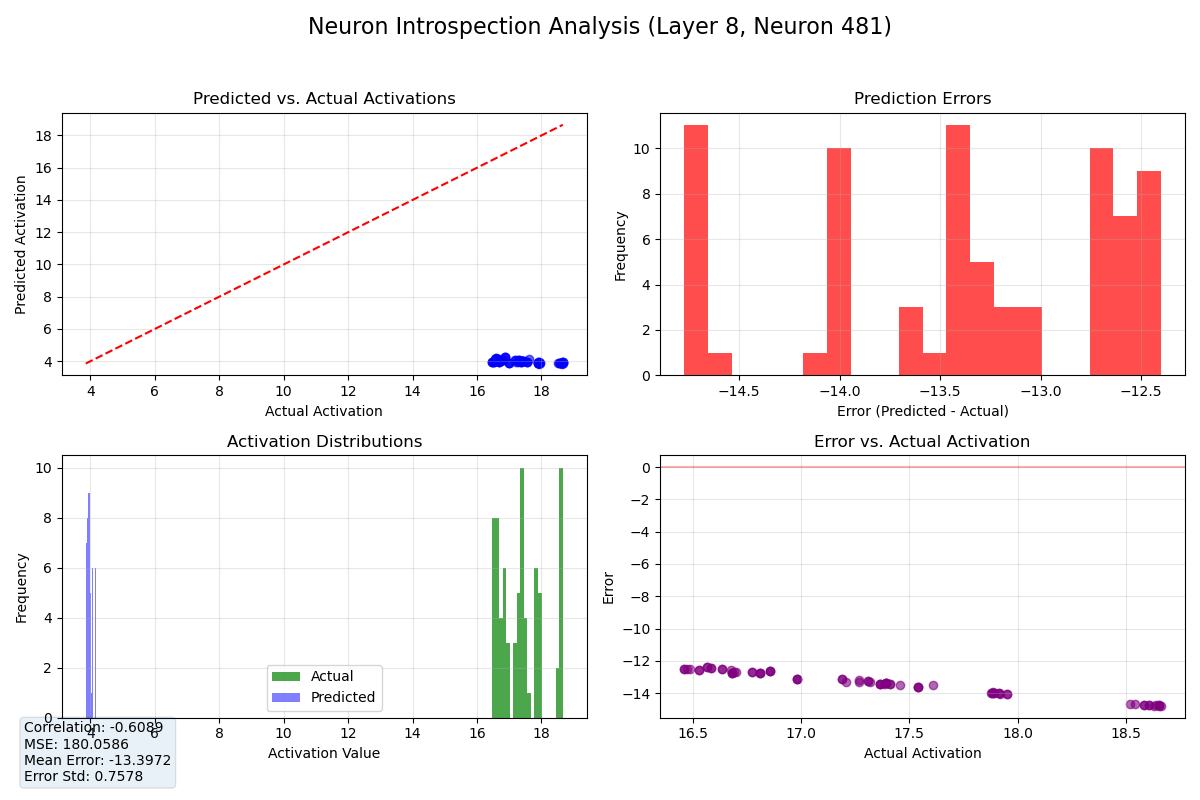 Neuron Introspection Analysis (Layer 8, Neuron 481)
Predicted vs. Actual Activations
Predicted Activation
18
16
14
12
10
8
6
4
4 6 8 10 12 14 16 18
Actual Activation
Prediction Errors
Frequency
10
8
6
4
2
0
−14.5 −14.0 −13.5 −13.0 −12.5
Error (Predicted - Actual)
Activation Distributions
Frequency
10
8
6
4
2
0
Actual
Predicted
4 6 8 10 12 14 16 18
Activation Value
Error vs. Actual Activation
Error
0
−2
−4
−6
−8
−10
−12
−14
16.5 17.0 17.5 18.0 18.5
Actual Activation
Correlation: -0.6089
MSE: 180.0586
Mean Error: -13.3972
Error Std: 0.7578